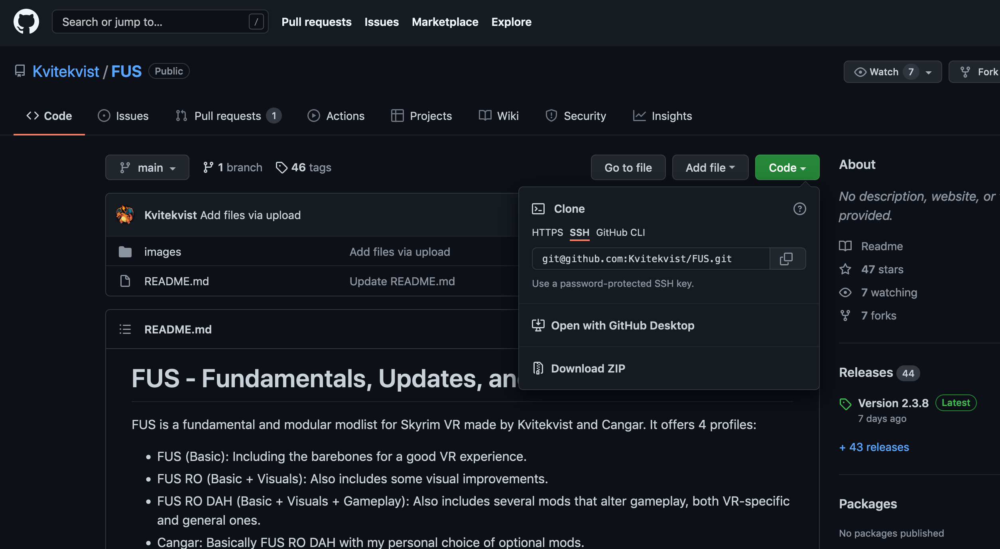 Search or jump to... /
Pull requests Issues Marketplace Explore
Kvitekvist / FUS Public
Watch 7
Fork
Code
Issues
Pull requests 1
Actions
Projects
Wiki
Security
Insights
main
1 branch
46 tags
Go to file
Add file
Code
Kvitekvist Add files via upload
images Add files via upload
README.md Update README.md
Clone
HTTPS SSH GitHub CLI
git@github.com:Kvitekvist/FUS.git
Use a password-protected SSH key.
Open with GitHub Desktop
Download ZIP
README.md
FUS - Fundamentals, Updates, an
FUS is a fundamental and modular modlist for Skyrim VR made by Kvitekvist and Cangar. It offers 4 profiles:
• FUS (Basic): Including the barebones for a good VR experience.
• FUS RO (Basic + Visuals): Also includes some visual improvements.
• FUS RO DAH (Basic + Visuals + Gameplay): Also includes several mods that alter gameplay, both VR-specific
and general ones.
• Cangar: Basically FUS RO DAH with my personal choice of optional mods.
About
No description, website, or
provided.
Readme
47 stars
7 watching
7 forks
Releases 44
Version 2.3.8 Latest
7 days ago
+ 43 releases
Packages
No packages published